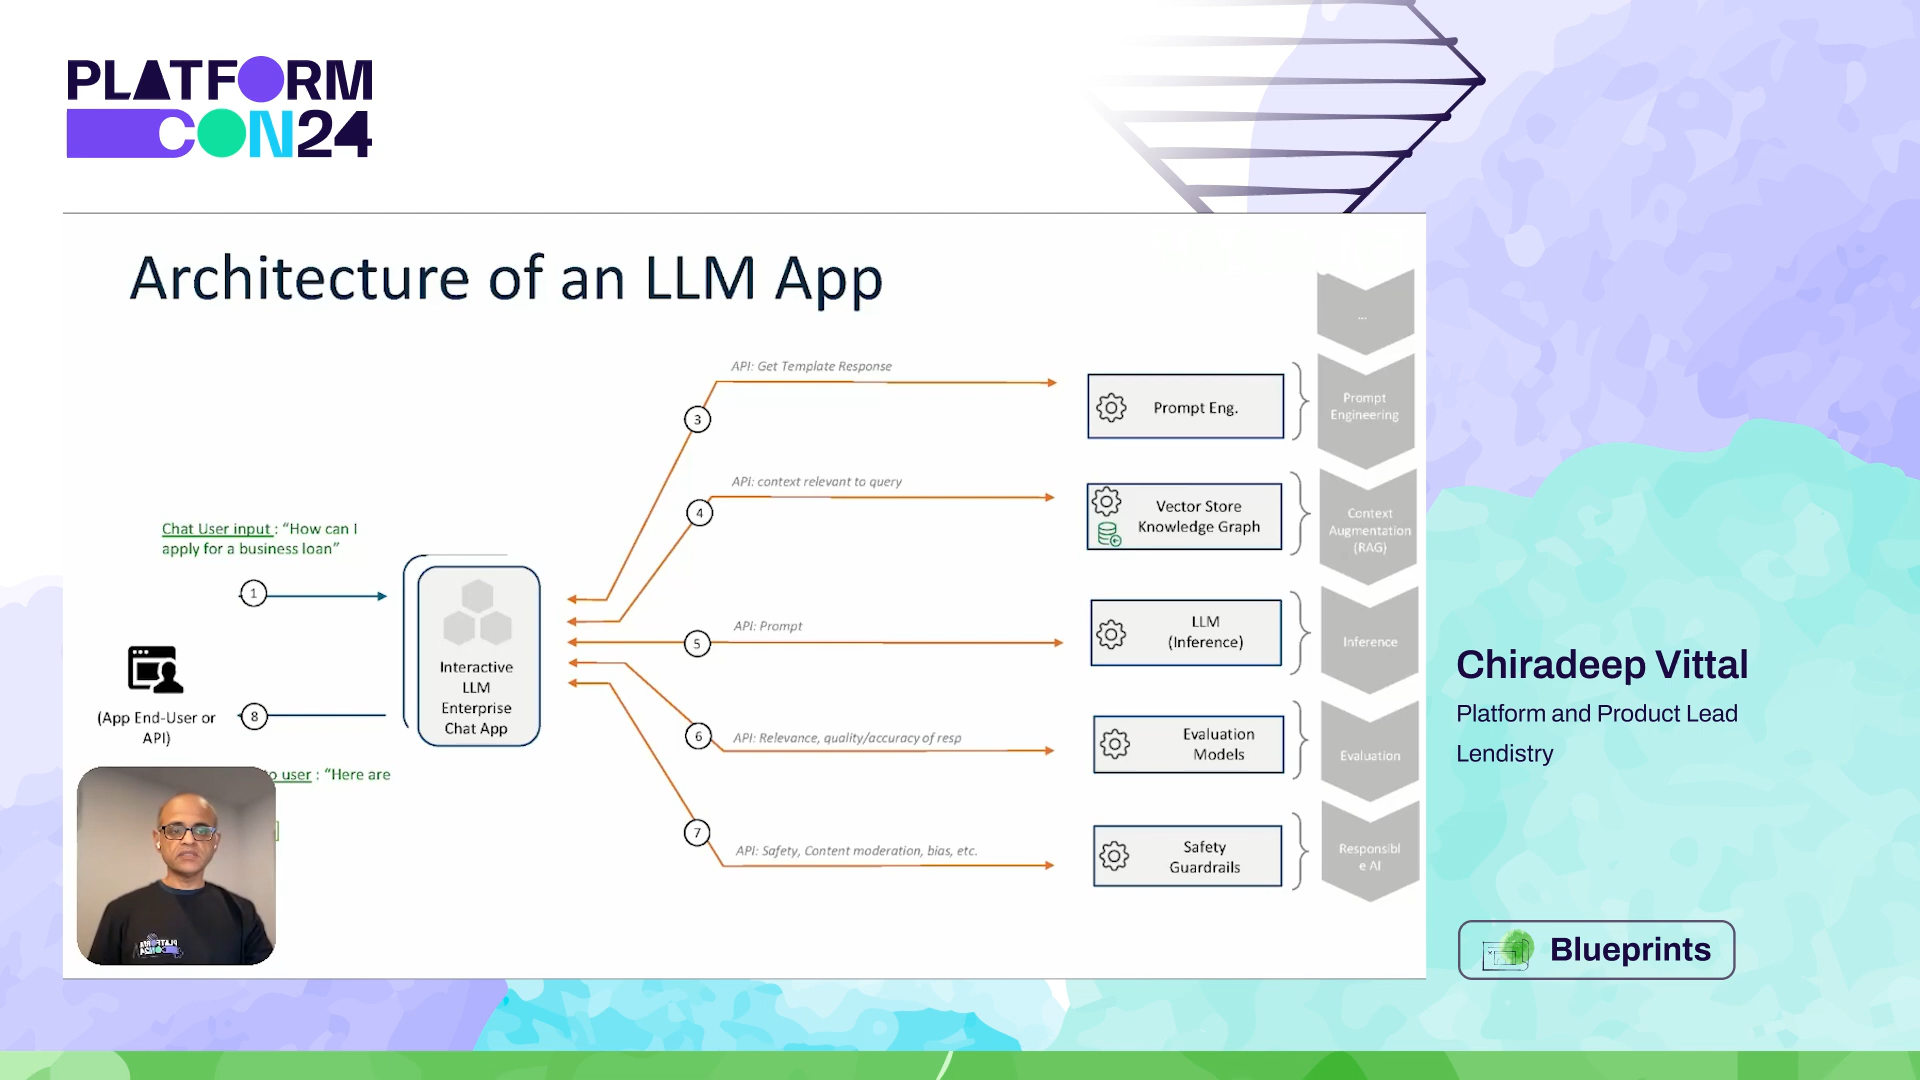 PLATFORM
CON24
Architecture of an LLM App
...
API: Get Template Response
3
Prompt Eng.
Prompt
Engineering
API: context relevant to query
4
Vector Store
Knowledge Graph
Context
Augmentation
(RAG)
Chat User input : “How can I
apply for a business loan”
1
Interactive
LLM
Enterprise
Chat App
(App End-User or
API)
8
o user : “Here are
API: Prompt
5
LLM
(Inference)
Inference
6
API: Relevance, quality/accuracy of resp
Evaluation
Models
Evaluation
7
API: Safety, Content moderation, bias, etc.
Safety
Guardrails
Responsibl
e AI
Chiradeep Vittal
Platform and Product Lead
Lendistry
Blueprints